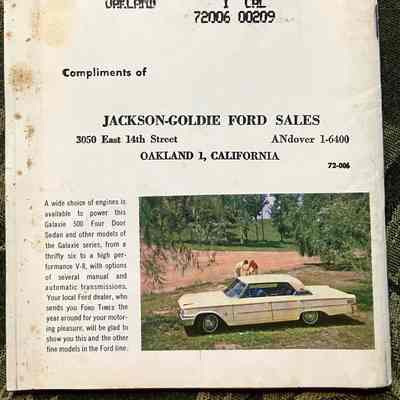 OAKLAND 1 CAL
72006 00209
Compliments of
JACKSON-GOLDIE FORD SALES
3050 East 14th Street ANdover 1-6400
OAKLAND 1, CALIFORNIA
72-006
A wide choice of engines is
available to power this
Galaxie 500 Four Door
Sedan and other models of
the Galaxie series, from a
thrifty six to a high per-
formance V-8, with options
of several manual and
automatic transmissions.
Your local Ford dealer, who
sends you FORD TIMES the
year around for your motor-
ing pleasure, will be glad to
show you this and the other
fine models in the Ford line.